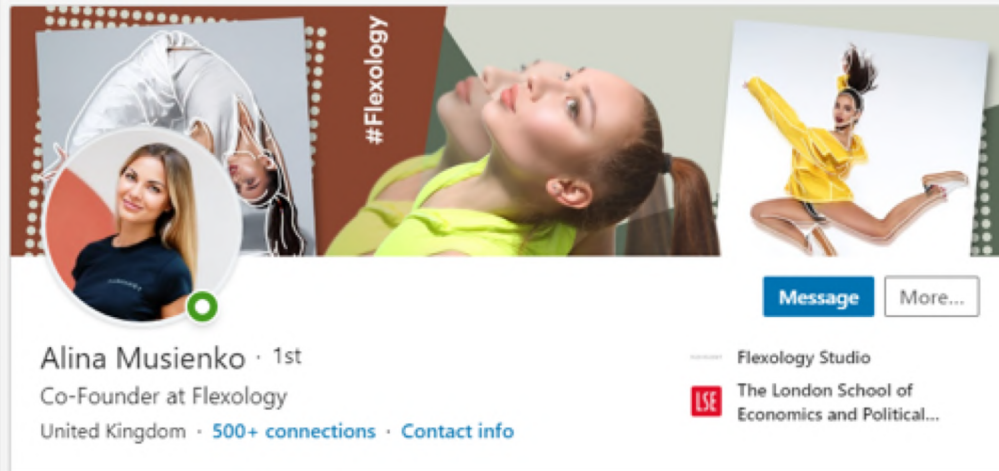 #Flexology
Message
More...
Alina Musienko · 1st
Co-Founder at Flexology
United Kingdom · 500+ connections · Contact info
Flexology Studio
LSE
The London School of
Economics and Political...